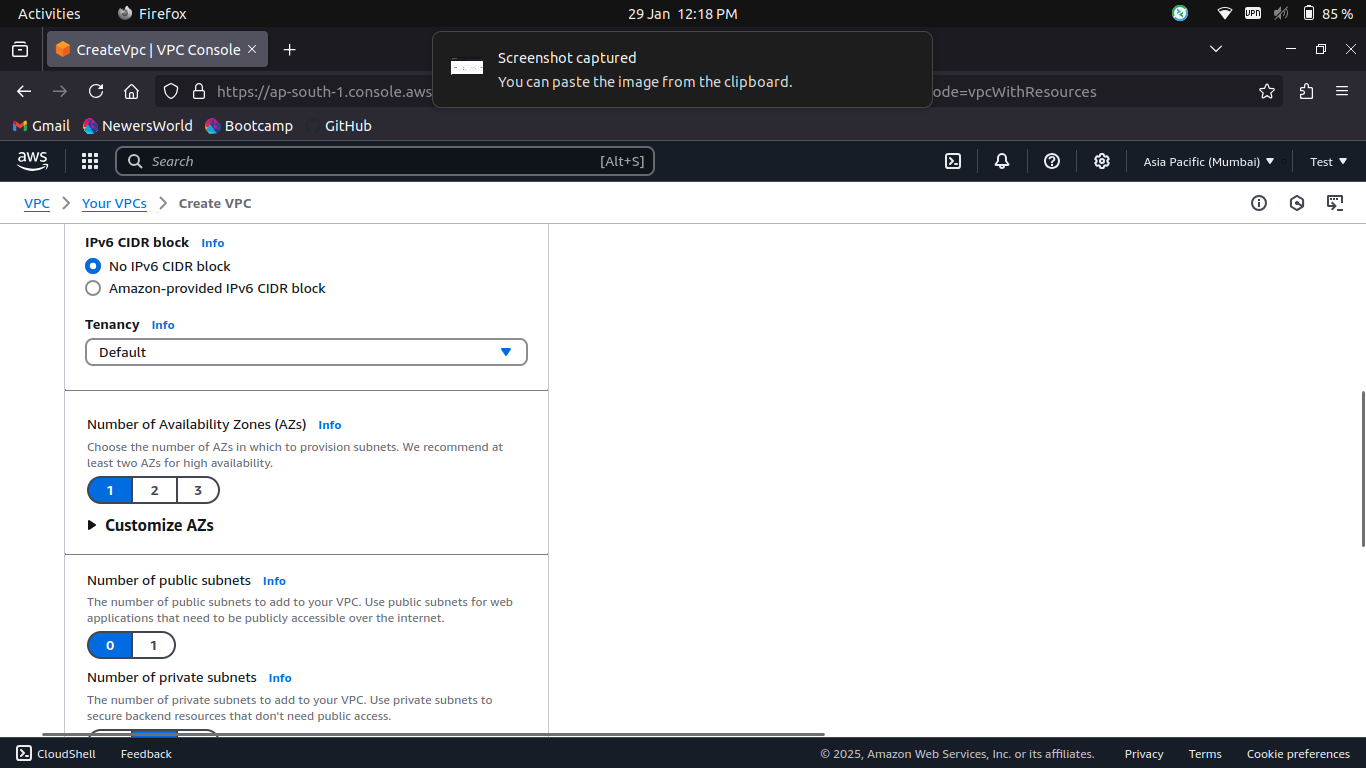 Activities
Firefox
29 Jan 12:18 PM
VPN
85 %
CreateVpc | VPC Console
Screenshot captured
You can paste the image from the clipboard.
https://ap-south-1.console.aws
ode=vpcWithResources
Gmail
NewersWorld
Bootcamp
GitHub
aws
Search
[Alt+S]
Asia Pacific (Mumbai)
Test
VPC
Your VPCs
Create VPC
IPv6 CIDR block Info
No IPv6 CIDR block
Amazon-provided IPv6 CIDR block
Tenancy Info
Default
Number of Availability Zones (AZs) Info
Choose the number of AZs in which to provision subnets. We recommend at
least two AZs for high availability.
1 2 3
Customize AZs
Number of public subnets Info
The number of public subnets to add to your VPC. Use public subnets for web
applications that need to be publicly accessible over the internet.
0 1
Number of private subnets Info
The number of private subnets to add to your VPC. Use private subnets to
secure backend resources that don't need public access.
CloudShell
Feedback
© 2025, Amazon Web Services, Inc. or its affiliates.
Privacy
Terms
Cookie preferences